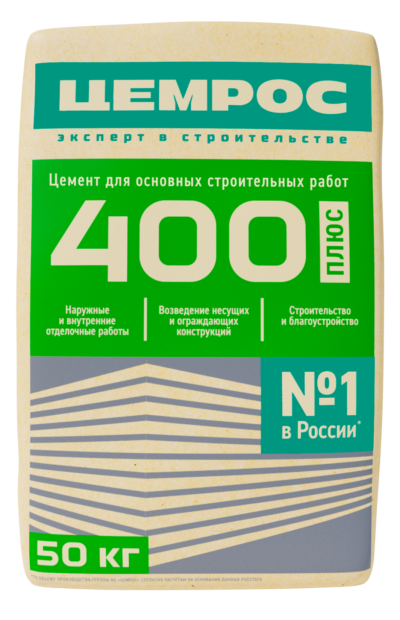 ЦЕМРОС
эксперт в строительстве
Цемент для основных строительных работ
400
ПЛЮС
Наружные
и внутренние
отделочные работы
Возведение несущих
и ограждающих
конструкций
Строительство
и благоустройство
№1
в России*
50 КГ